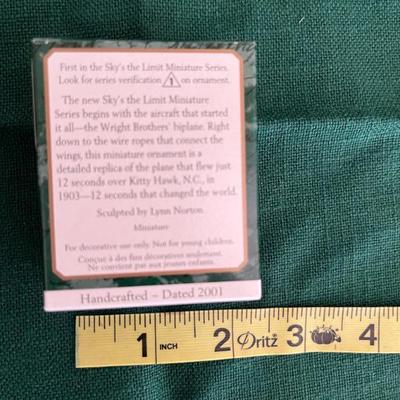 First in the Sky's the Limit Miniature Series.
Look for series verification 1 on ornament.
The new Sky's the Limit Miniature
Series begins with the aircraft that started
it all—the Wright Brothers' biplane. Right
down to the wire ropes that connect the
wings, this miniature ornament is a
detailed replica of the plane that flew just
12 seconds over Kitty Hawk, N.C., in
1903—12 seconds that changed the world.
Sculpted by Lynn Norton
Miniature
For decorative use only. Not for young children.
Conçue à des fins décoratives seulement.
Ne convient pas aux jeunes enfants.
Handcrafted ~ Dated 2001
1 INCH 2 Dritz® 3 4